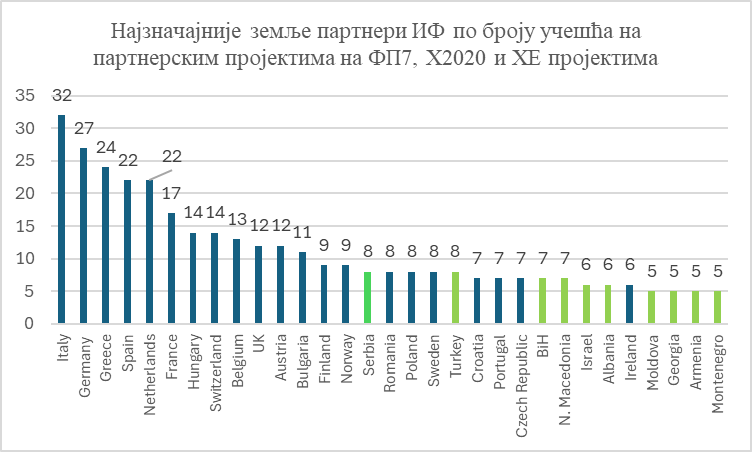 Најзначајније земље партнери ИФ по броју учешћа на
партнерским пројектима на ФП7, Х2020 и ХЕ пројектима
35
30
25
20
15
10
5
0
32
27
24
22
22
17
14
14
13
12
12
11
9
9
8
8
8
8
8
7
7
7
7
7
6
6
6
5
5
5
5
Italy
Germany
Greece
Spain
Netherlands
France
Hungary
Switzerland
Belgium
UK
Austria
Bulgaria
Finland
Norway
Serbia
Romania
Poland
Sweden
Turkey
Croatia
Portugal
Czech Republic
BiH
N. Macedonia
Israel
Albania
Ireland
Moldova
Georgia
Armenia
Montenegro